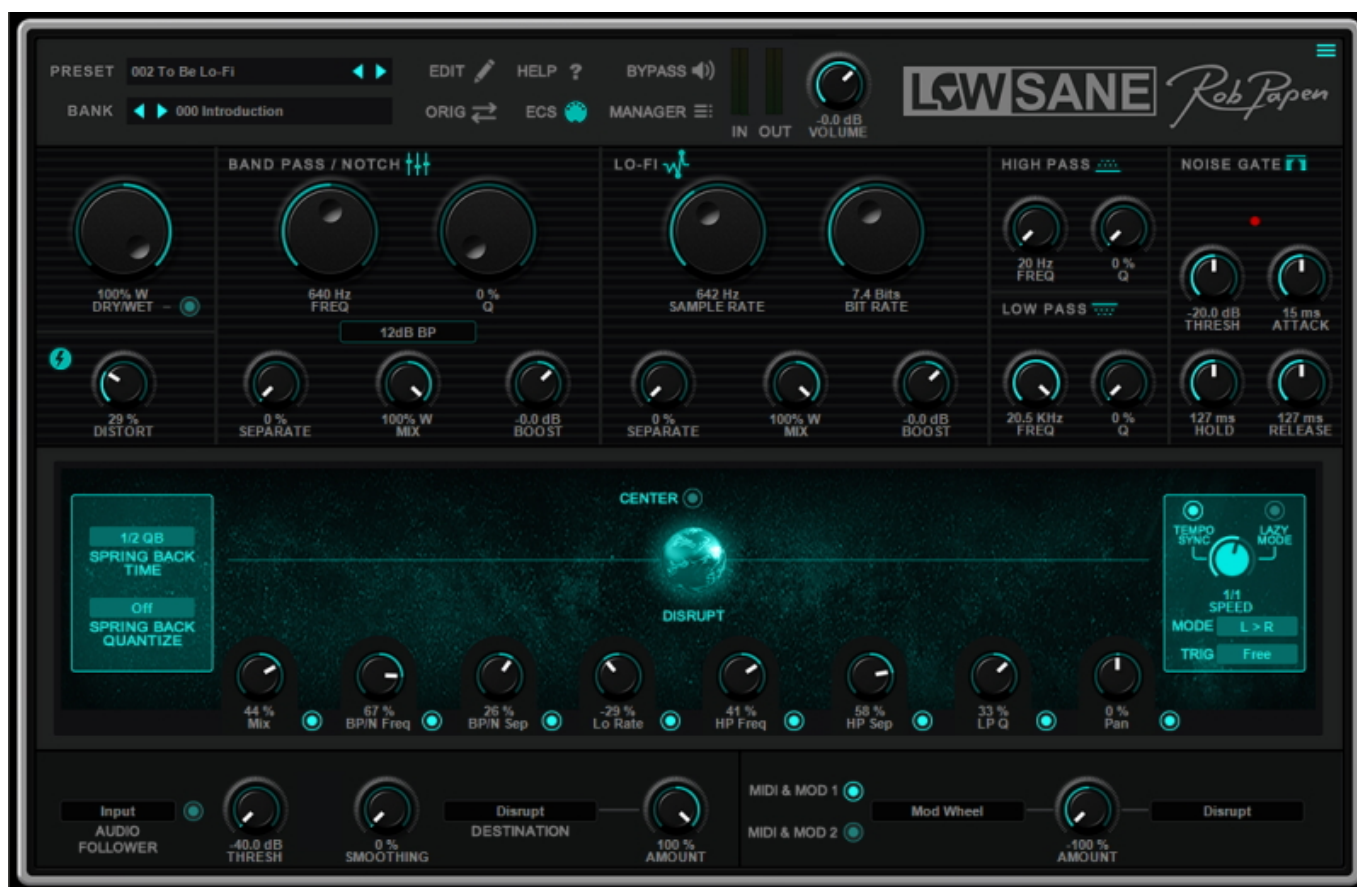 PRESET 002 To Be Lo-Fi EDIT HELP ? BYPASS
BANK 000 Introduction ORIG ECS MANAGER
IN OUT
-0.0 dB
VOLUME
LOWSANE Rob Papen
BAND PASS / NOTCH LO-FI HIGH PASS NOISE GATE
20 Hz 0 %
FREQ Q
100% W 640 Hz 0 % 642 Hz 7.4 Bits
DRY/WET FREQ Q SAMPLE RATE BIT RATE
LOW PASS
-20.0 dB 15 ms
THRESH ATTACK
12dB BP
29 % 0 % 100% W -0.0 dB 0 % 100% W -0.0 dB 20.5 KHz 0 % 127 ms 127 ms
DISTORT SEPARATE MIX BOOST SEPARATE MIX BOOST FREQ Q HOLD RELEASE
CENTER
1/2 QB
SPRING BACK
TIME
Off
SPRING BACK
QUANTIZE
DISRUPT
TEMPO SYNC
LAZY MODE
1/1
SPEED
MODE L > R
TRIG Free
44 % 67 % 26 % -29 % 41 % 58 % 33 % 0 %
Mix BP/N Freq BP/N Sep Lo Rate HP Freq HP Sep LP Q Pan
Input
AUDIO
FOLLOWER
-40.0 dB
THRESH
0 %
SMOOTHING
Disrupt
DESTINATION
100 %
AMOUNT
MIDI & MOD 1
MIDI & MOD 2
Mod Wheel
-100 %
AMOUNT
Disrupt